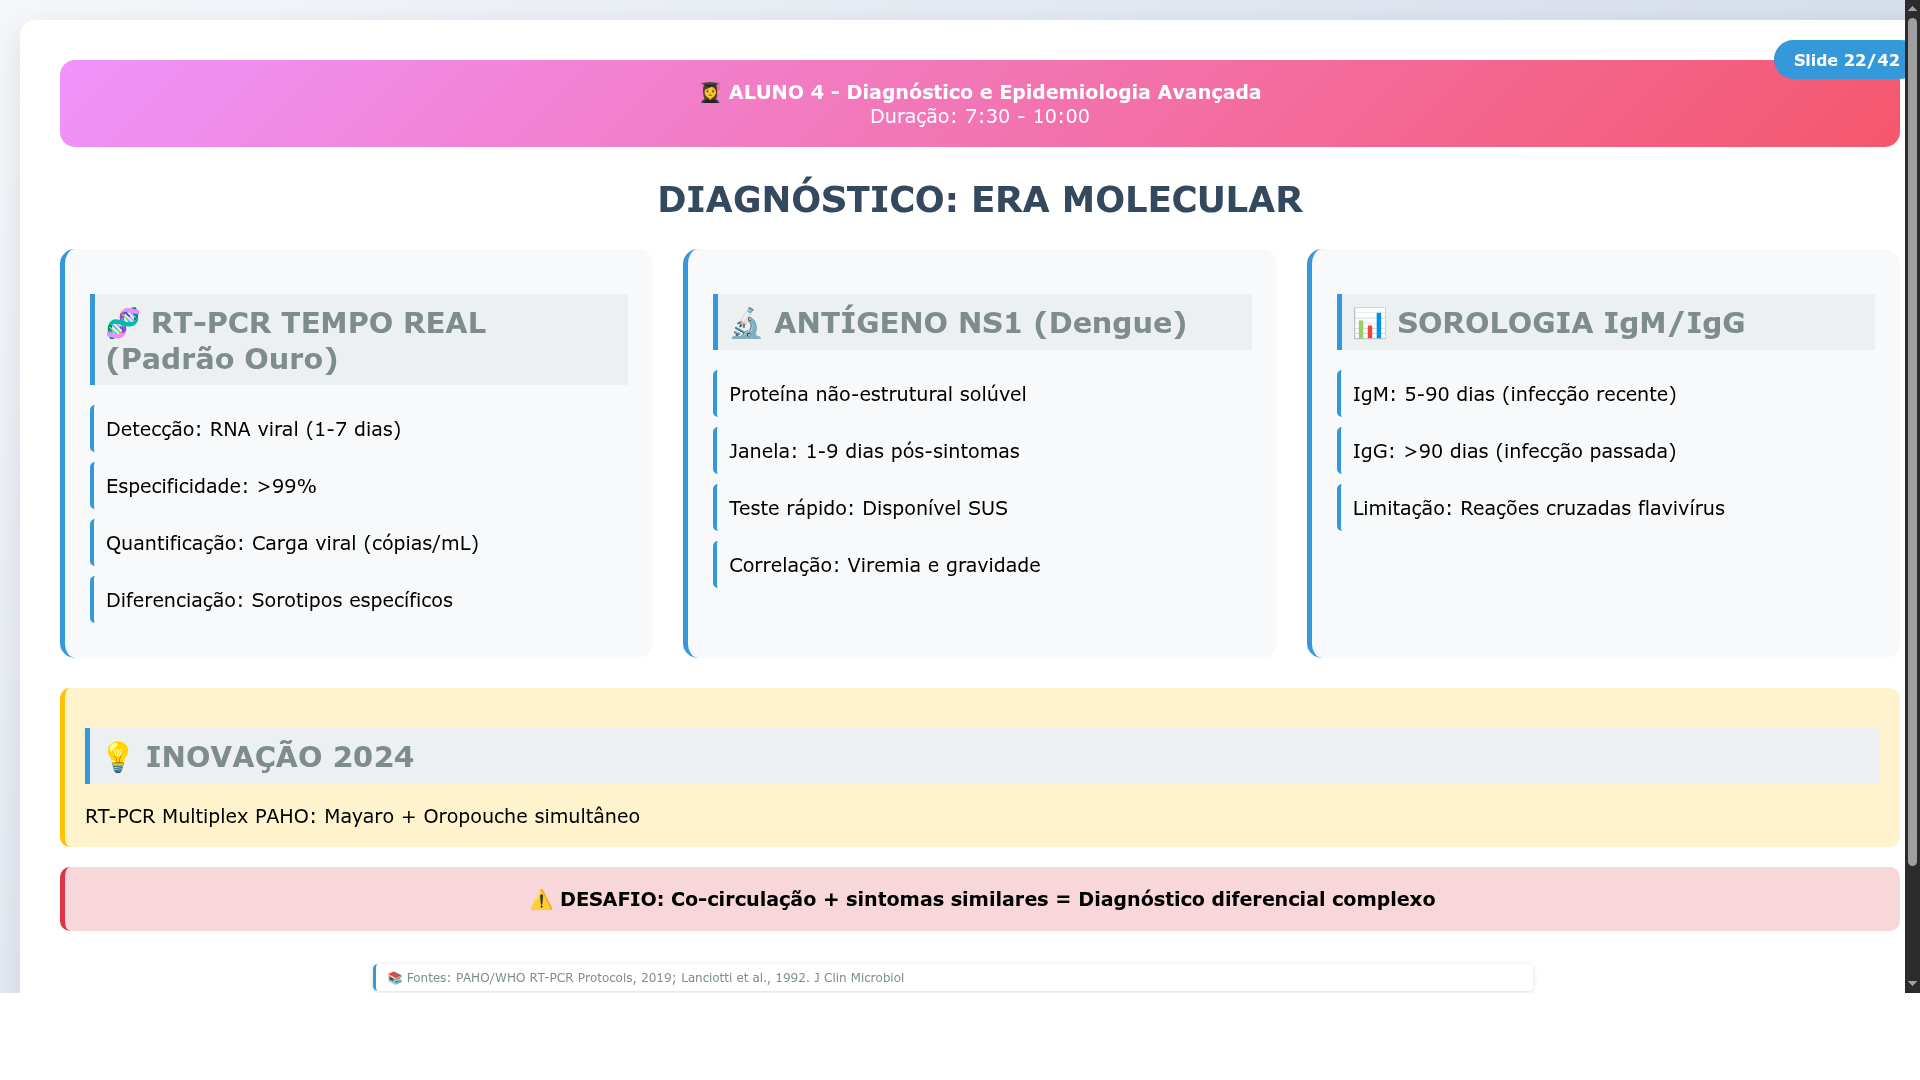 Slide 22/42
👩‍🎓 ALUNO 4 - Diagnóstico e Epidemiologia Avançada
Duração: 7:30 - 10:00
DIAGNÓSTICO: ERA MOLECULAR
🧬 RT-PCR TEMPO REAL
(Padrão Ouro)
Detecção: RNA viral (1-7 dias)
Especificidade: >99%
Quantificação: Carga viral (cópias/mL)
Diferenciação: Sorotipos específicos
🔬 ANTÍGENO NS1 (Dengue)
Proteína não-estrutural solúvel
Janela: 1-9 dias pós-sintomas
Teste rápido: Disponível SUS
Correlação: Viremia e gravidade
📊 SOROLOGIA IgM/IgG
IgM: 5-90 dias (infecção recente)
IgG: >90 dias (infecção passada)
Limitação: Reações cruzadas flavivírus
💡 INOVAÇÃO 2024
RT-PCR Multiplex PAHO: Mayaro + Oropouche simultâneo
⚠️ DESAFIO: Co-circulação + sintomas similares = Diagnóstico diferencial complexo
📚 Fontes: PAHO/WHO RT-PCR Protocols, 2019; Lanciotti et al., 1992. J Clin Microbiol